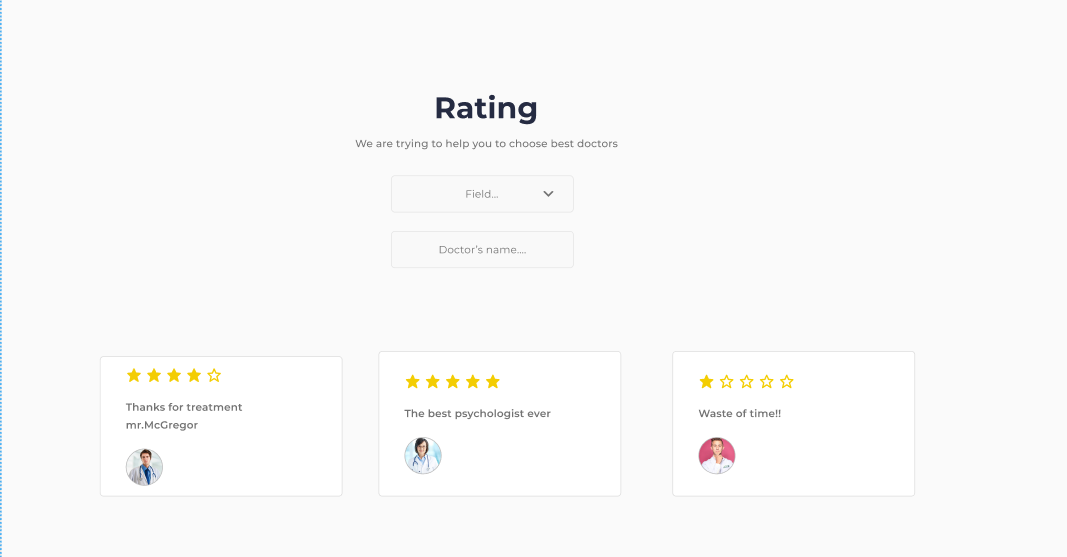 Rating
We are trying to help you to choose best doctors
Field...
Doctor's name....
Thanks for treatment
mr.McGregor
The best psychologist ever
Waste of time!!